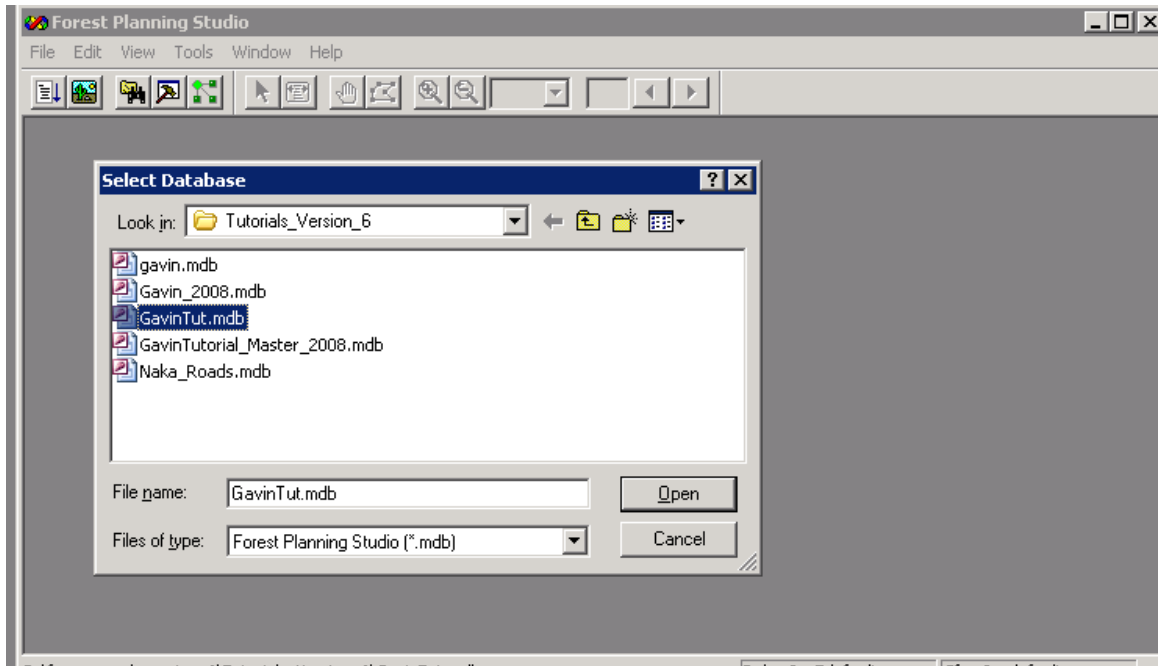 Forest Planning Studio
File Edit View Tools Window Help
Select Database
Look in: Tutorials_Version_6
gavin.mdb
Gavin_2008.mdb
GavinTut.mdb
GavinTutorial_Master_2008.mdb
Naka_Roads.mdb
File name: GavinTut.mdb Open
Files of type: Forest Planning Studio (*.mdb) Cancel